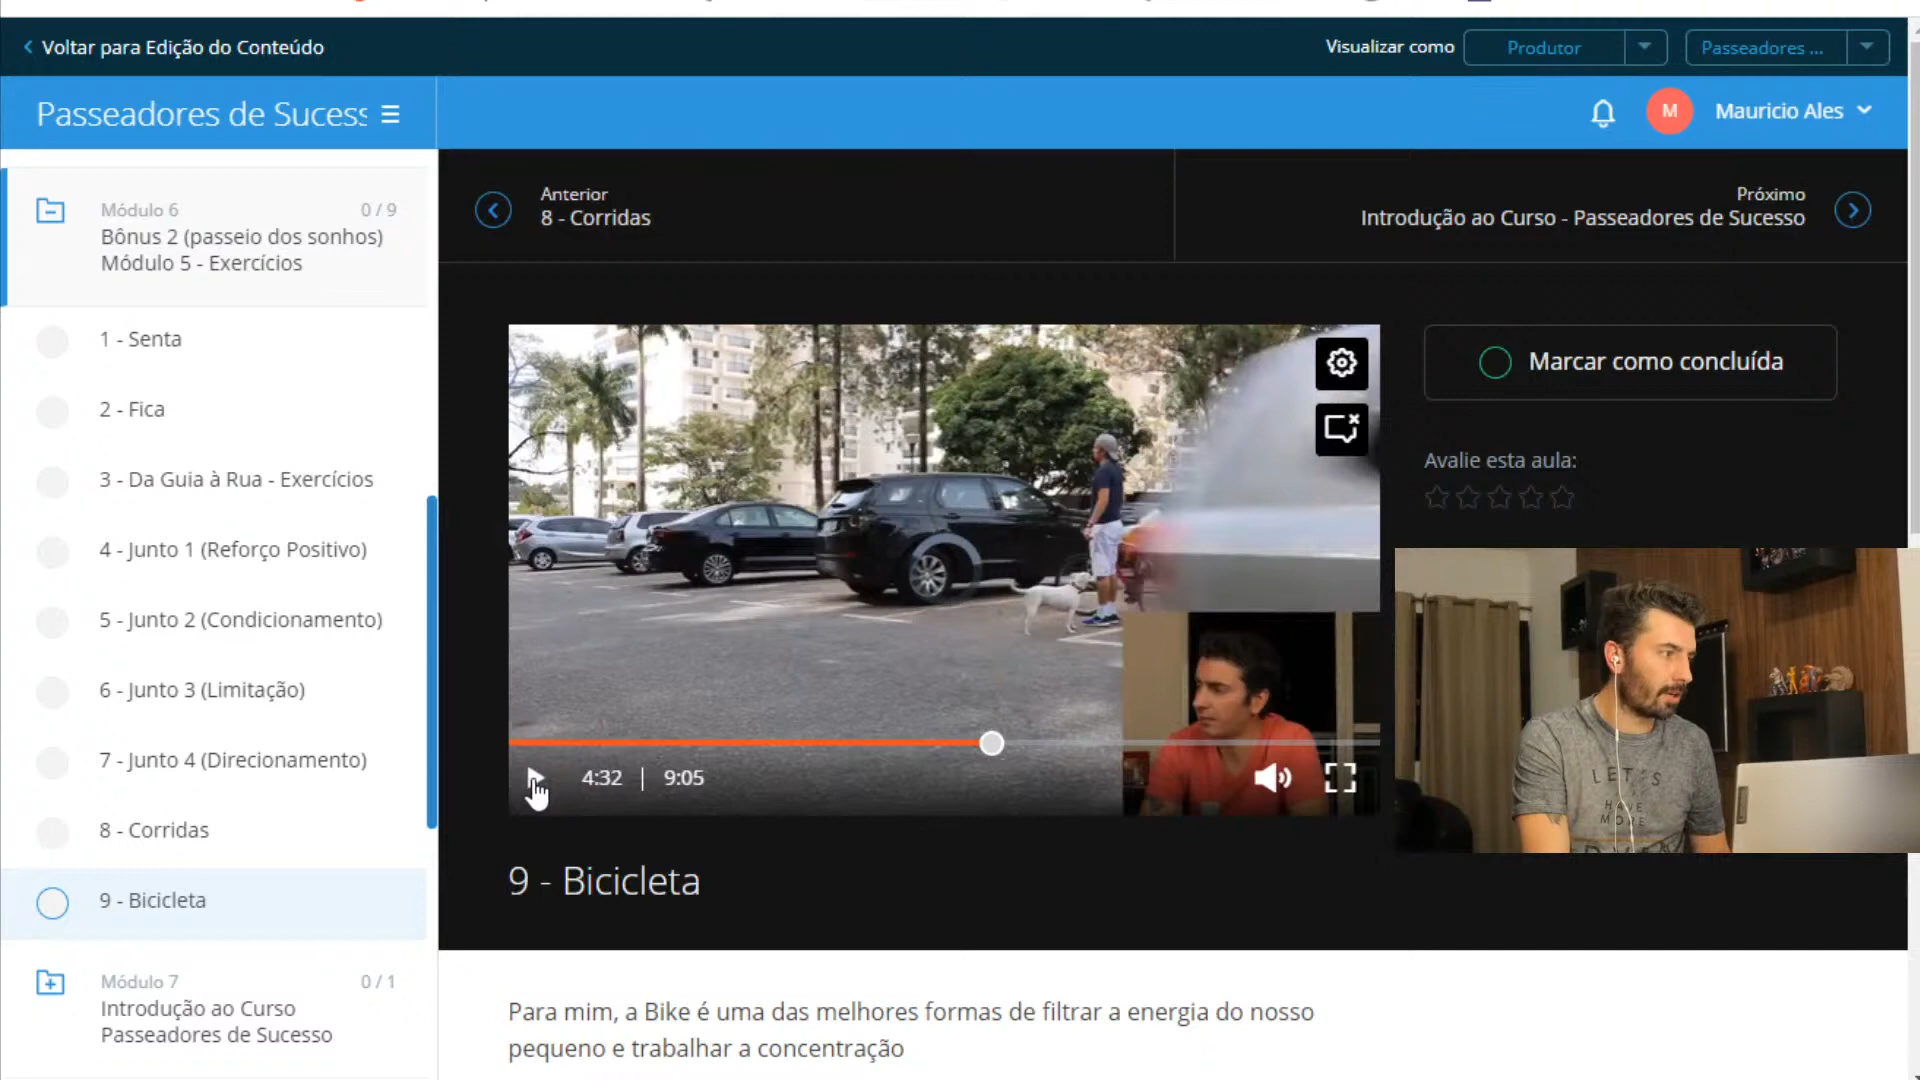 Voltar para Edição do Conteúdo
Visualizar como
Produtor
Passeadores ...
Passeadores de Sucess
M
Mauricio Ales
Módulo 6
0 / 9
Bônus 2 (passeio dos sonhos)
Módulo 5 - Exercícios
1 - Senta
2 - Fica
3 - Da Guia à Rua - Exercícios
4 - Junto 1 (Reforço Positivo)
5 - Junto 2 (Condicionamento)
6 - Junto 3 (Limitação)
7 - Junto 4 (Direcionamento)
8 - Corridas
9 - Bicicleta
Módulo 7
0 / 1
Introdução ao Curso
Passeadores de Sucesso
Anterior
8 - Corridas
Próximo
Introdução ao Curso - Passeadores de Sucesso
Marcar como concluída
Avalie esta aula:
4:32 | 9:05
LET'S
HAVE
MORE
9 - Bicicleta
Para mim, a Bike é uma das melhores formas de filtrar a energia do nosso
pequeno e trabalhar a concentração